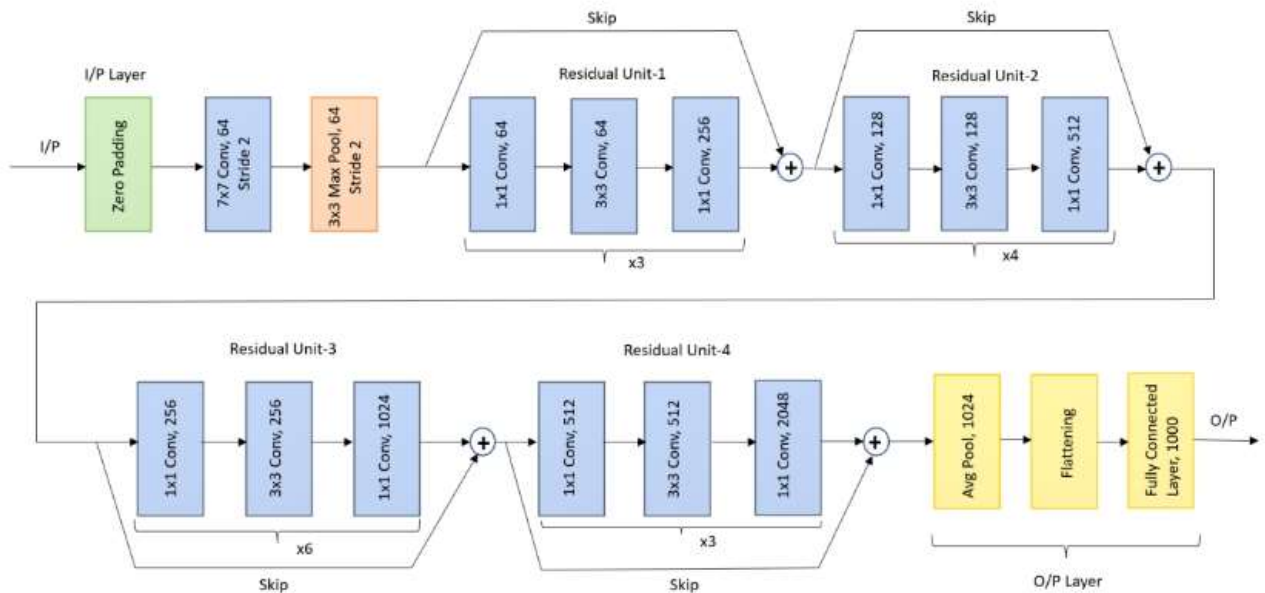 Skip
Skip
I/P Layer
Residual Unit-1
Residual Unit-2
I/P
Zero Padding
7x7 Conv, 64
Stride 2
3x3 Max Pool, 64
Stride 2
1x1 Conv, 64
3x3 Conv, 64
1x1 Conv, 256
+
1x1 Conv, 128
3x3 Conv, 128
1x1 Conv, 512
+
x3
x4
Residual Unit-3
Residual Unit-4
1x1 Conv, 256
3x3 Conv, 256
1x1 Conv, 1024
+
1x1 Conv, 512
3x3 Conv, 512
1x1 Conv, 2048
+
Avg Pool, 1024
Flattening
Fully Connected
Layer, 1000
O/P
x6
x3
Skip
Skip
O/P Layer